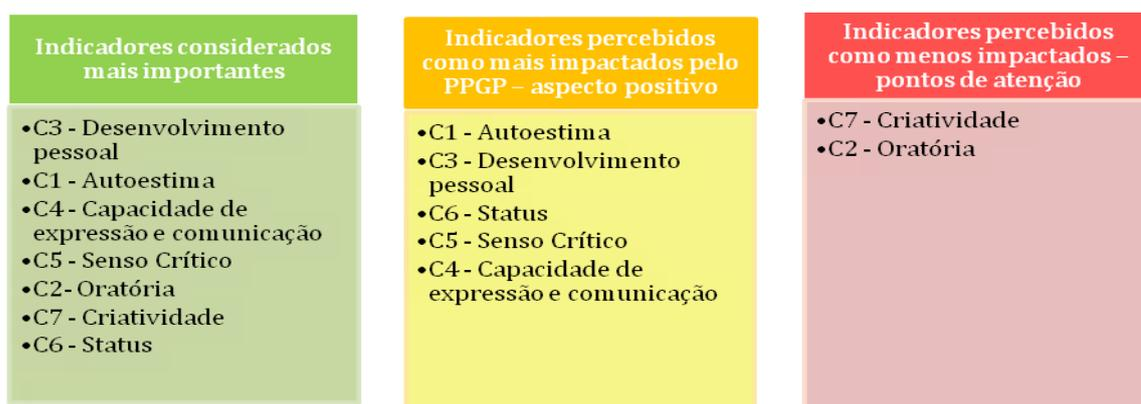 Indicadores considerados
mais importantes
•C3 - Desenvolvimento
pessoal
•C1 - Autoestima
•C4 - Capacidade de
expressão e comunicação
•C5 - Senso Crítico
•C2- Oratória
•C7 - Criatividade
•C6 - Status
Indicadores percebidos
como mais impactados pelo
PPGP – aspecto positivo
•C1 - Autoestima
•C3 - Desenvolvimento
pessoal
•C6 - Status
•C5 - Senso Crítico
•C4 - Capacidade de
expressão e comunicação
Indicadores percebidos
como menos impactados –
pontos de atenção
•C7 - Criatividade
•C2 - Oratória